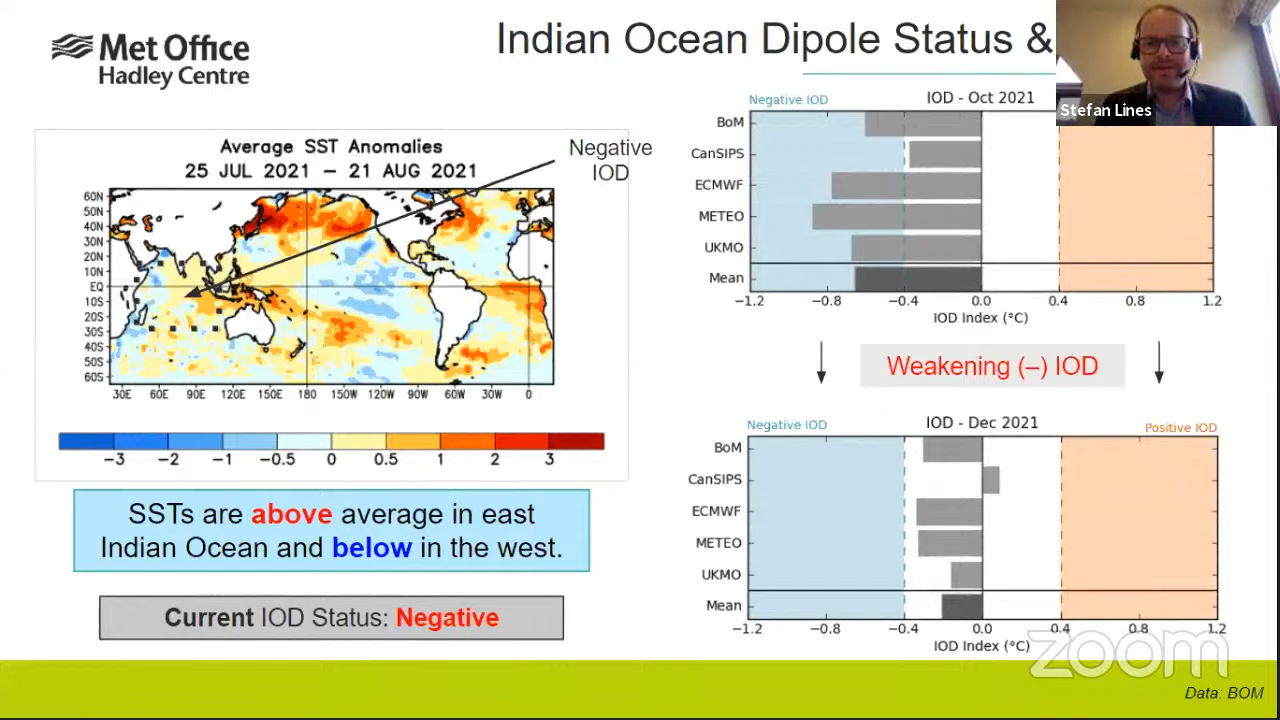 Met Office
Hadley Centre
Indian Ocean Dipole Status &
Stefan Lines
Average SST Anomalies
25 JUL 2021 – 21 AUG 2021
Negative
IOD
60N
50N
40N
30N
20N
10N
EQ
10S
20S
30S
40S
50S
60S
30E 60E 90E 120E 150E 180 150W 120W 90W 60W 30W 0
−3 −2 −1 −0.5 0 0.5 1 2 3
SSTs are above average in east
Indian Ocean and below in the west.
Current IOD Status: Negative
Negative IOD
IOD - Oct 2021
BoM
CanSIPS
ECMWF
METEO
UKMO
Mean
−1.2 −0.8 −0.4 0.0 0.4 0.8 1.2
IOD Index (°C)
Weakening (–) IOD
Negative IOD
IOD - Dec 2021
Positive IOD
BoM
CanSIPS
ECMWF
METEO
UKMO
Mean
−1.2 −0.8 −0.4 0.0 0.4 0.8 1.2
IOD Index (°C)
zoom
Data: BOM